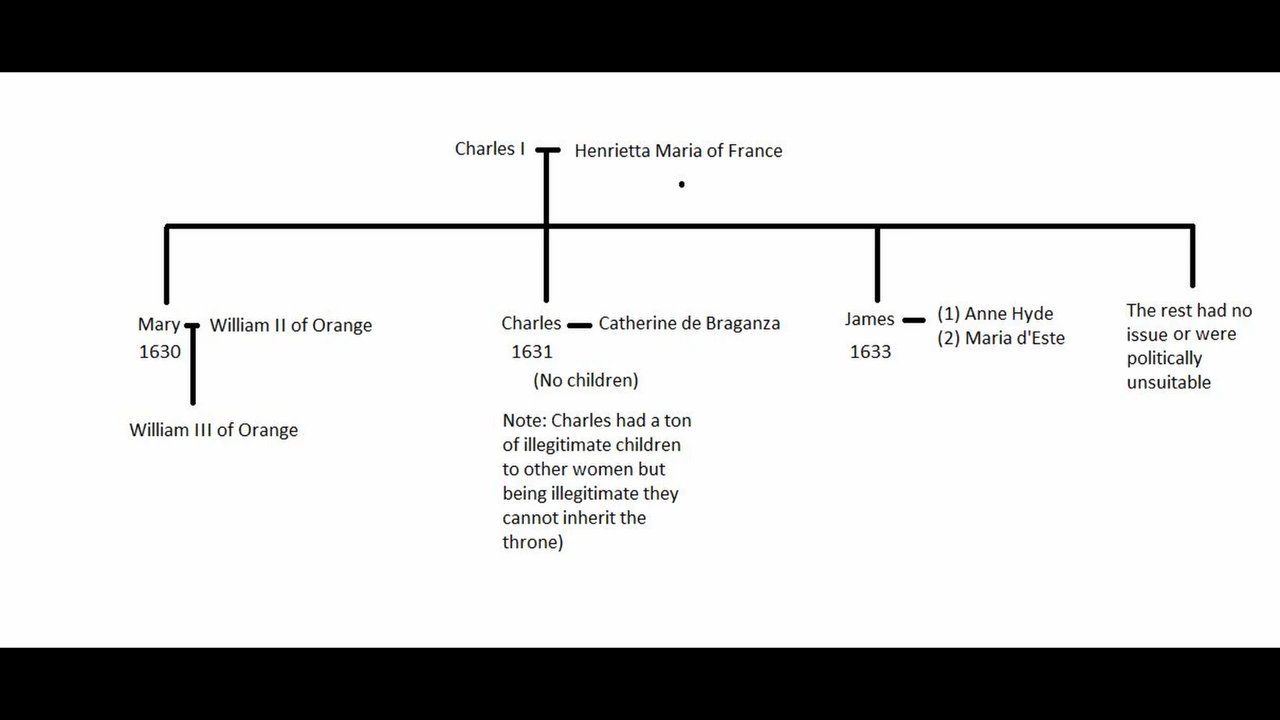 Charles I
Henrietta Maria of France
Mary
William II of Orange
1630
William III of Orange
Charles
Catherine de Braganza
1631
(No children)
Note: Charles had a ton
of illegitimate children
to other women but
being illegitimate they
cannot inherit the
throne)
James
(1) Anne Hyde
(2) Maria d'Este
1633
The rest had no
issue or were
politically
unsuitable